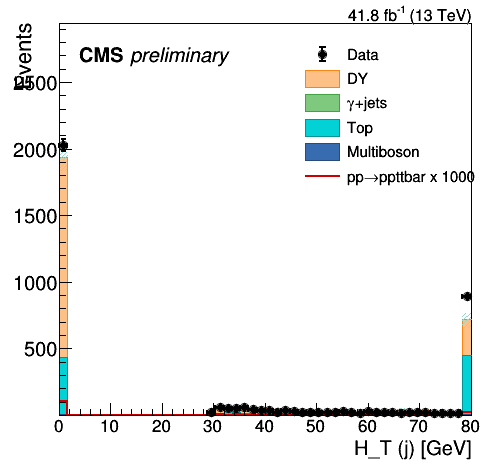 41.8 fb⁻¹ (13 TeV)
Events
CMS preliminary
Data
DY
γ+jets
Top
Multiboson
pp→ppttbar x 1000
2500
2000
1500
1000
500
0 10 20 30 40 50 60 70 80
H_T (j) [GeV]